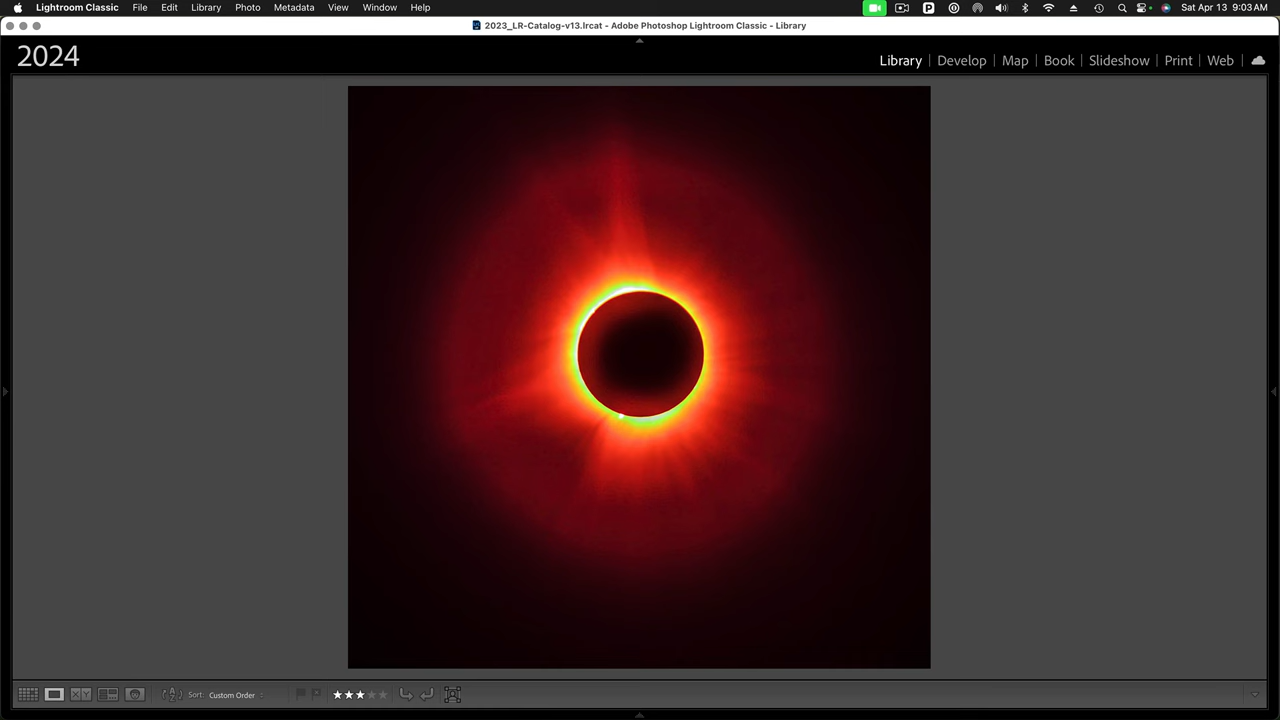 Lightroom Classic File Edit Library Photo Metadata View Window Help Sat Apr 13 9:03 AM
2023_LR-Catalog-v13.lrcat - Adobe Photoshop Lightroom Classic - Library
2024
Library | Develop | Map | Book | Slideshow | Print | Web
Sort: Custom Order